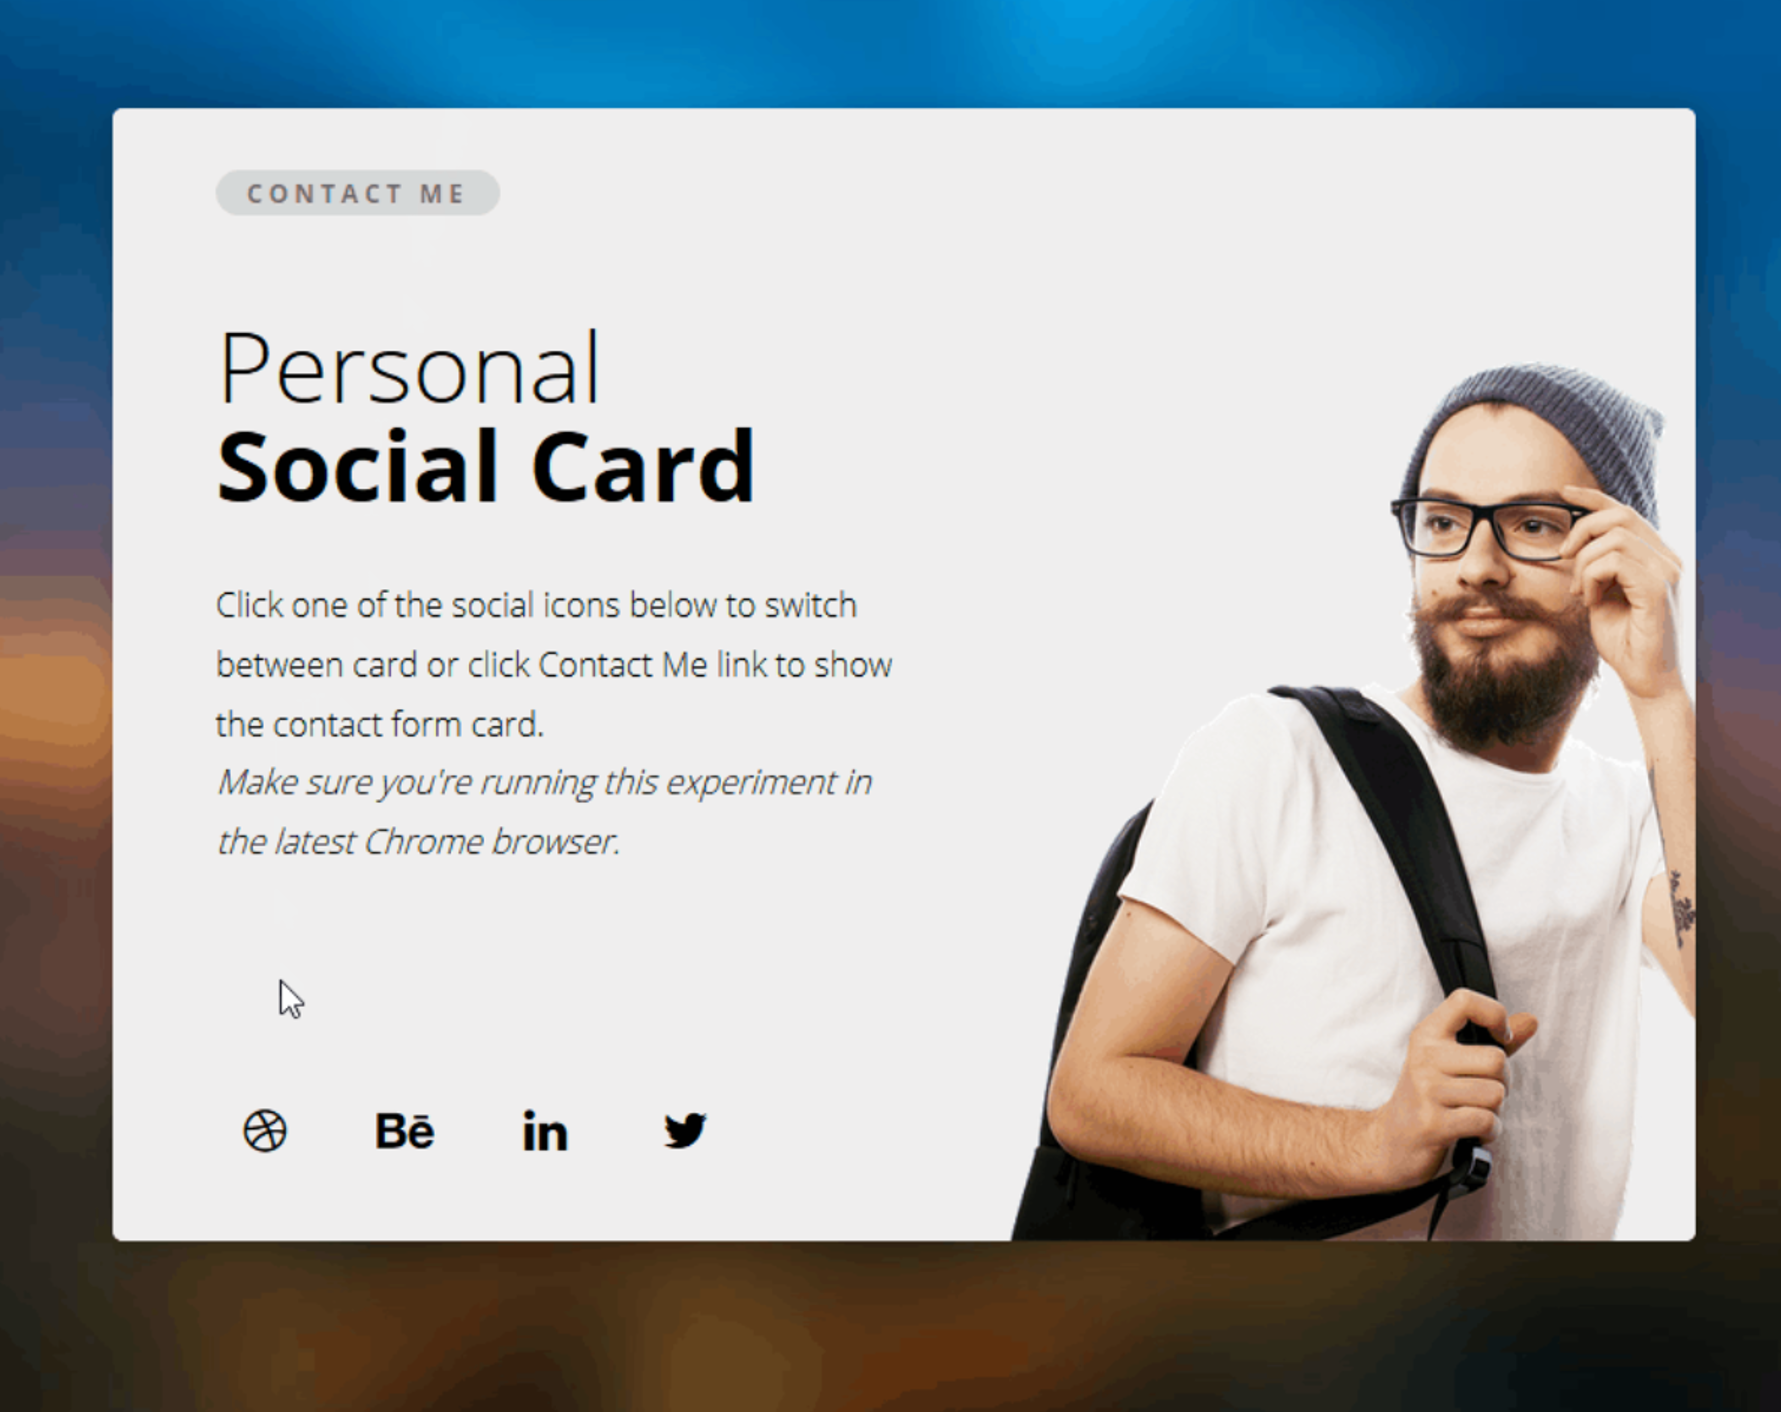 CONTACT ME
Personal
Social Card
Click one of the social icons below to switch
between card or click Contact Me link to show
the contact form card.
Make sure you're running this experiment in
the latest Chrome browser.
Bē
in